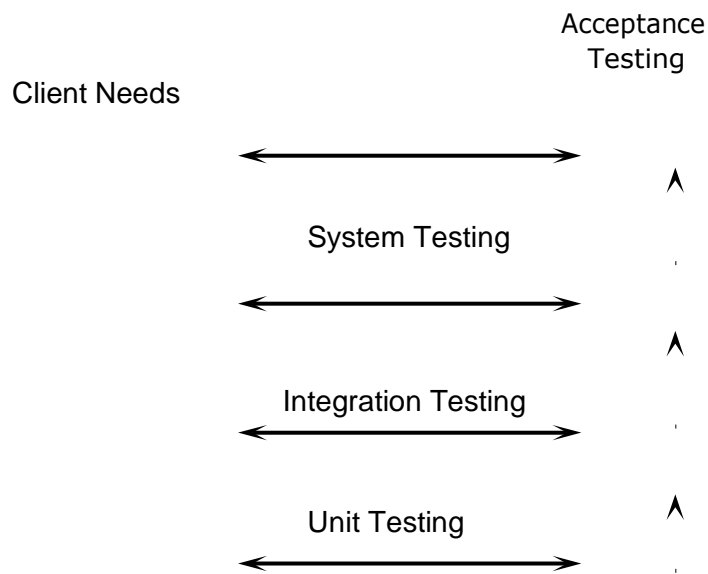 Acceptance
Testing
Client Needs
System Testing
Integration Testing
Unit Testing